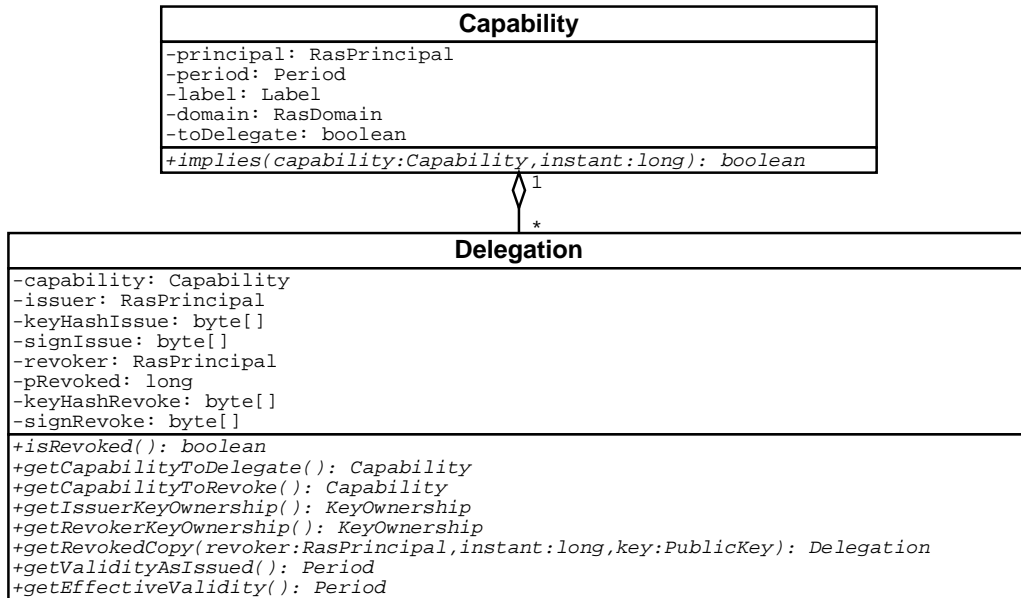 Capability
-principal: RasPrincipal
-period: Period
-label: Label
-domain: RasDomain
-toDelegate: boolean
+implies(capability:Capability,instant:long): boolean
1
*
Delegation
-capability: Capability
-issuer: RasPrincipal
-keyHashIssue: byte[]
-signIssue: byte[]
-revoker: RasPrincipal
-pRevoked: long
-keyHashRevoke: byte[]
-signRevoke: byte[]
+isRevoked(): boolean
+getCapabilityToDelegate(): Capability
+getCapabilityToRevoke(): Capability
+getIssuerKeyOwnership(): KeyOwnership
+getRevokerKeyOwnership(): KeyOwnership
+getRevokedCopy(revoker:RasPrincipal,instant:long,key:PublicKey): Delegation
+getValidityAsIssued(): Period
+getEffectiveValidity(): Period